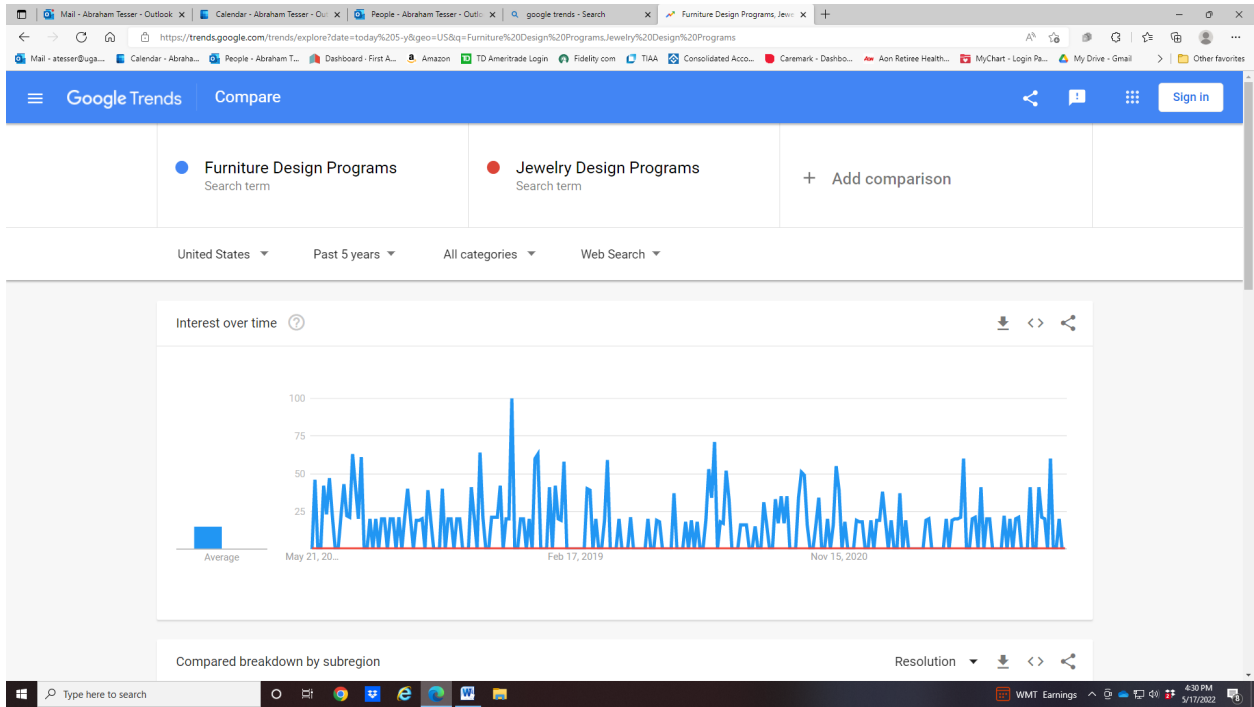 Mail - Abraham Tesser - Outlook
Calendar - Abraham Tesser - Out
People - Abraham Tesser - Outlo
google trends - Search
Furniture Design Programs, Jewe
https://trends.google.com/trends/explore?date=today%205-y&geo=US&q=Furniture%20Design%20Programs,Jewelry%20Design%20Programs
Mail - atesser@uga.... Calendar - Abraha... People - Abraham T... Dashboard - First A... Amazon TD Ameritrade Login Fidelity com TIAA Consolidated Acco... Caremark - Dashbo... Aon Retiree Health... MyChart - Login Pa... My Drive - Gmail Other favorites
Google Trends Compare Sign in
Furniture Design Programs
Search term
Jewelry Design Programs
Search term
+ Add comparison
United States Past 5 years All categories Web Search
Interest over time
100
75
50
25
Average
May 21, 20...
Feb 17, 2019
Nov 15, 2020
Compared breakdown by subregion
Resolution
Type here to search
WMT Earnings
4:30 PM
5/17/2022